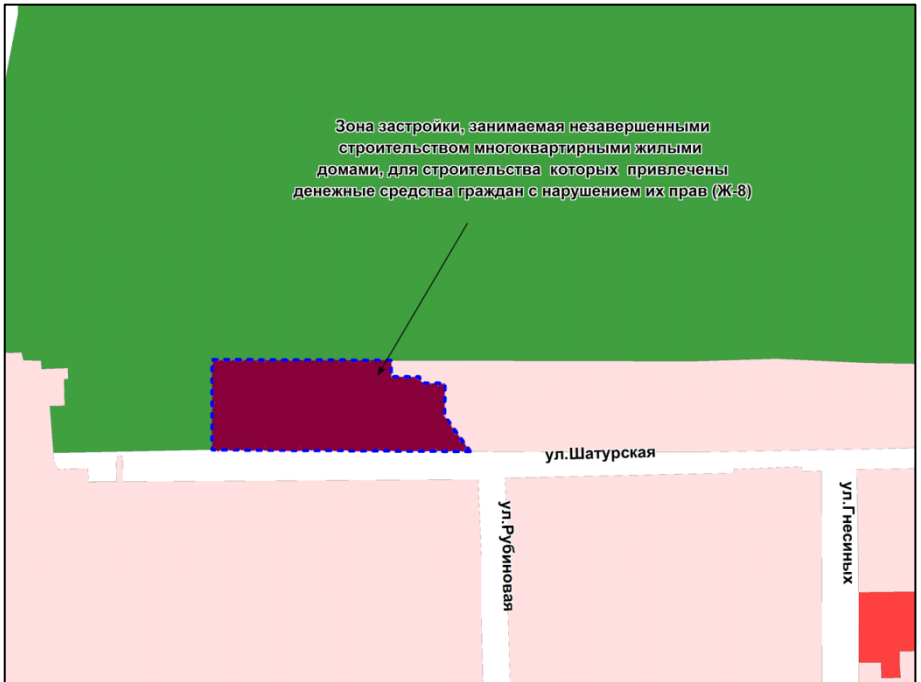 Зона застройки, занимаемая незавершенными
строительством многоквартирными жилыми
домами, для строительства которых привлечены
денежные средства граждан с нарушением их прав (Ж-8)
ул.Шатурская
ул.Рубиновая
ул.Гнесиных